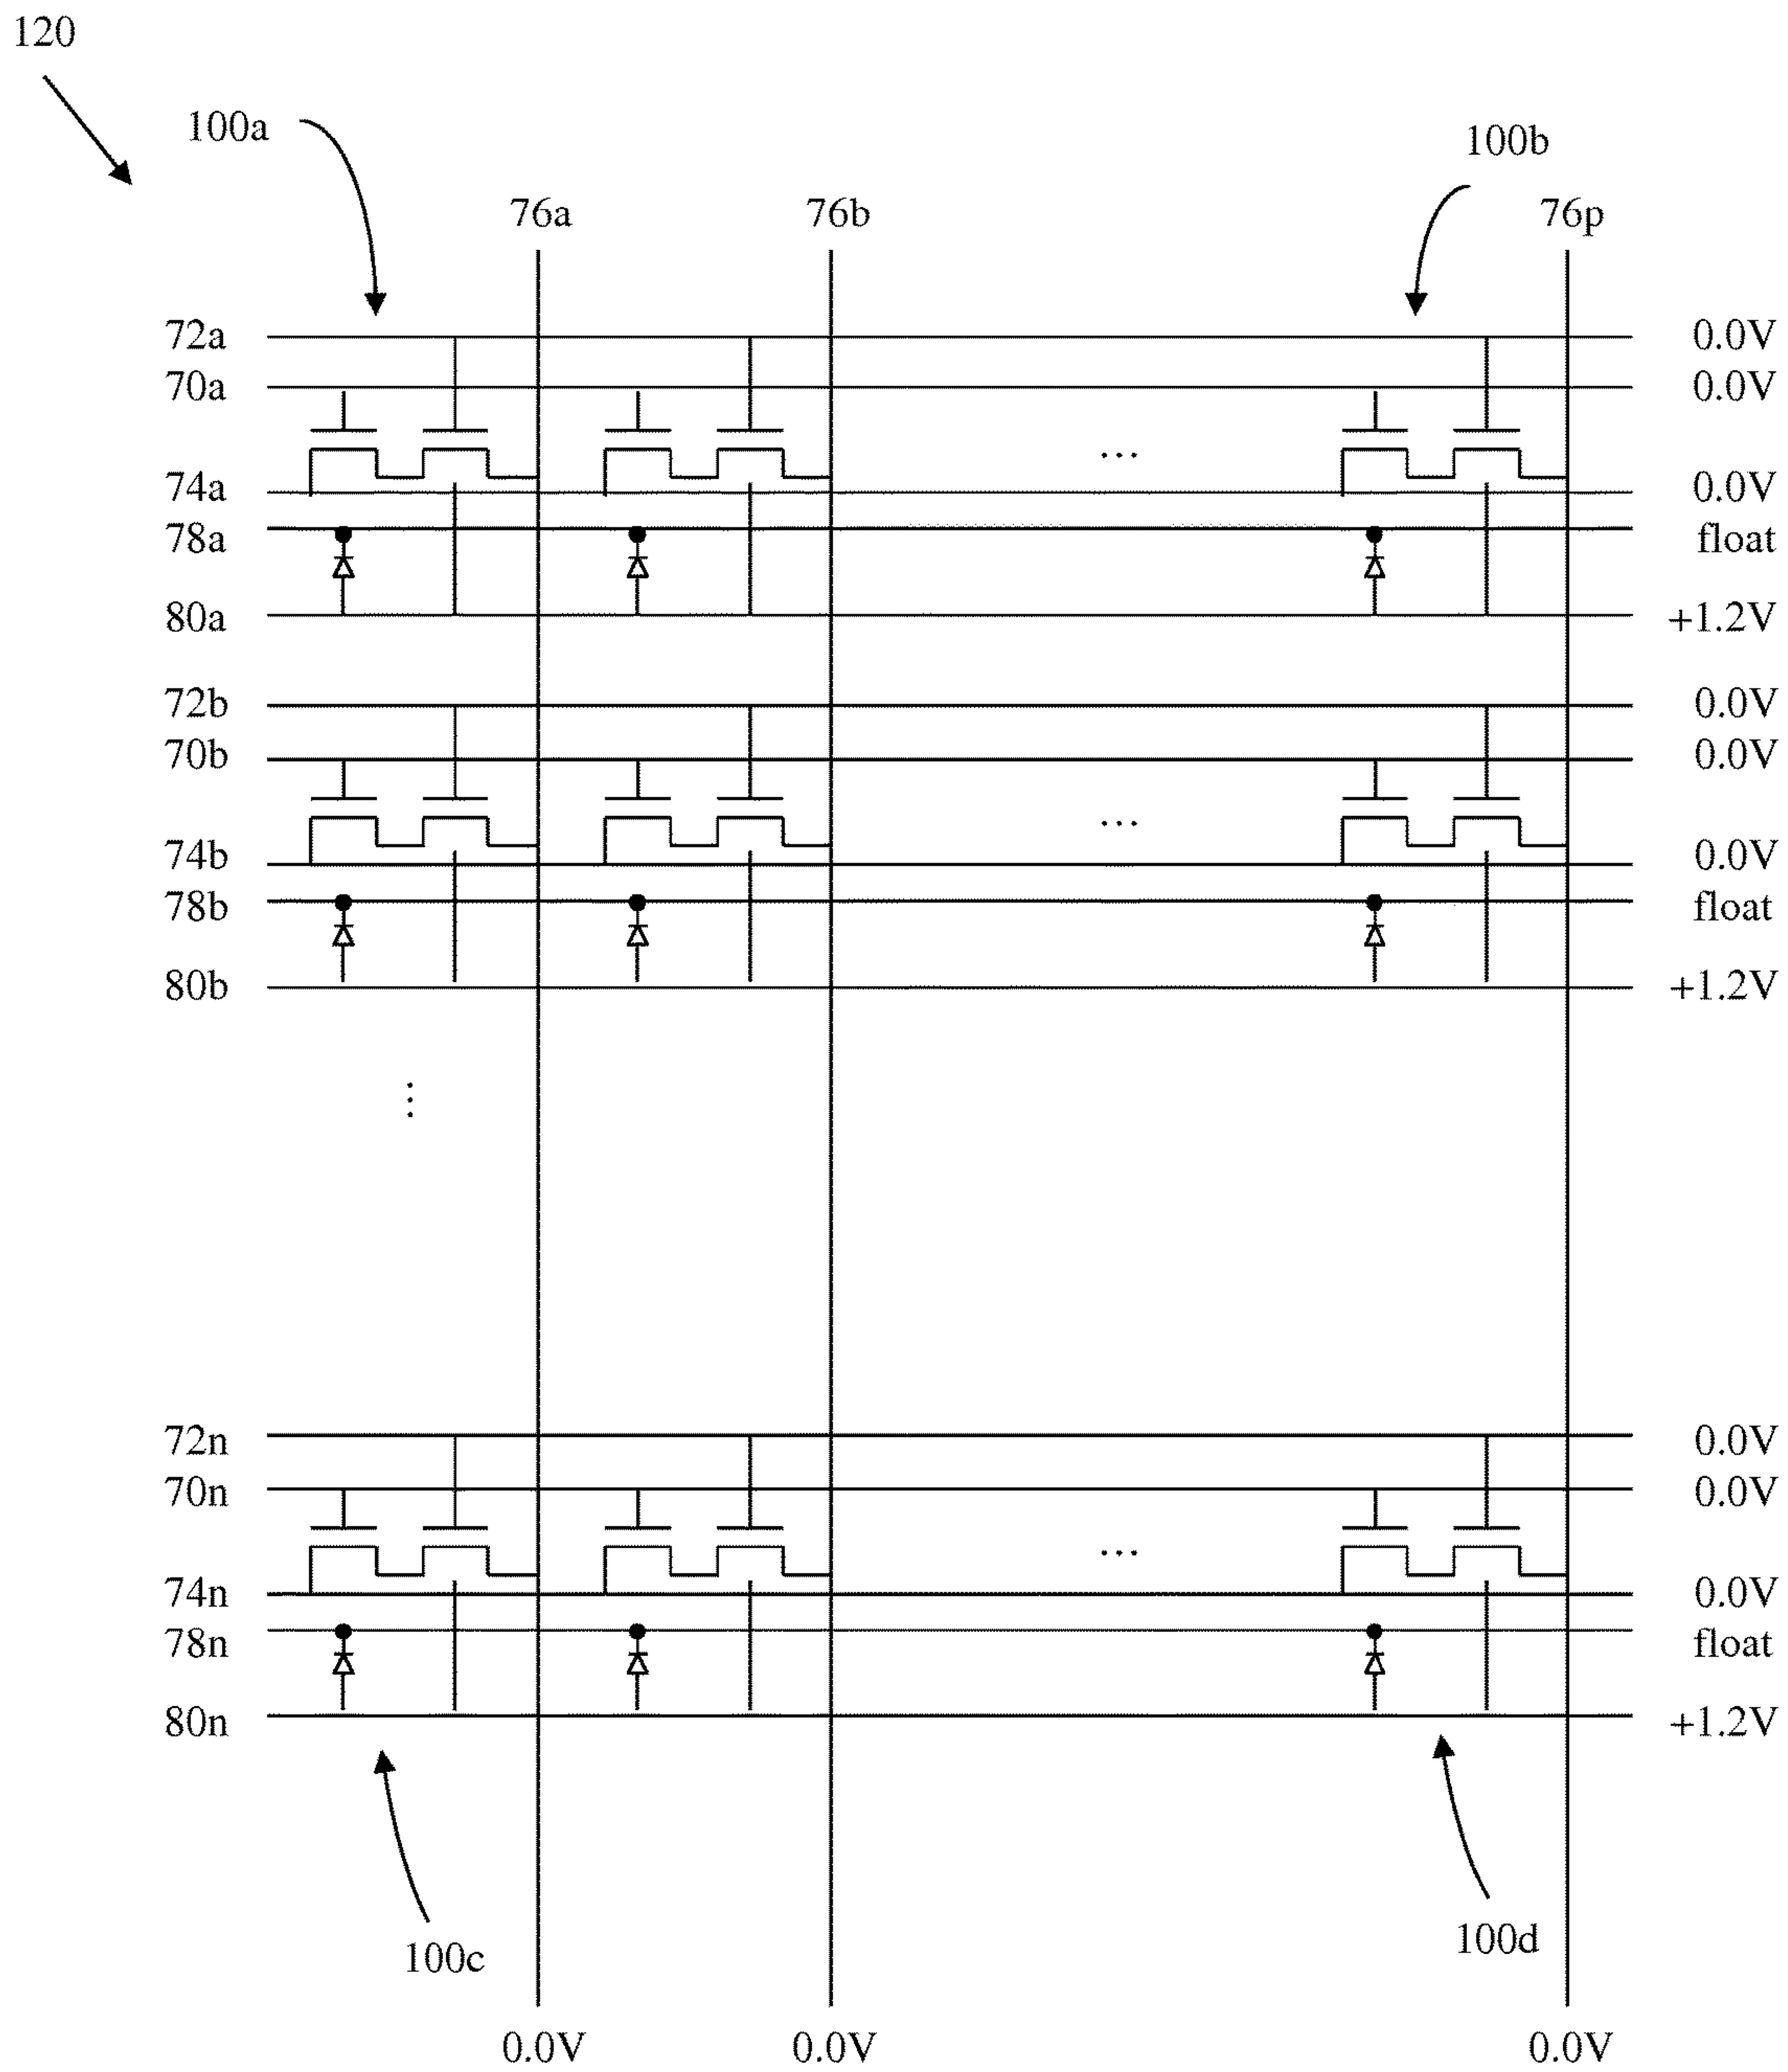 120
100a
100b
76a 76b 76p
72a 0.0V
70a 0.0V
...
74a 0.0V
78a float
80a +1.2V
72b 0.0V
70b 0.0V
...
74b 0.0V
78b float
80b +1.2V
...
72n 0.0V
70n 0.0V
...
74n 0.0V
78n float
80n +1.2V
100c 100d
0.0V 0.0V 0.0V